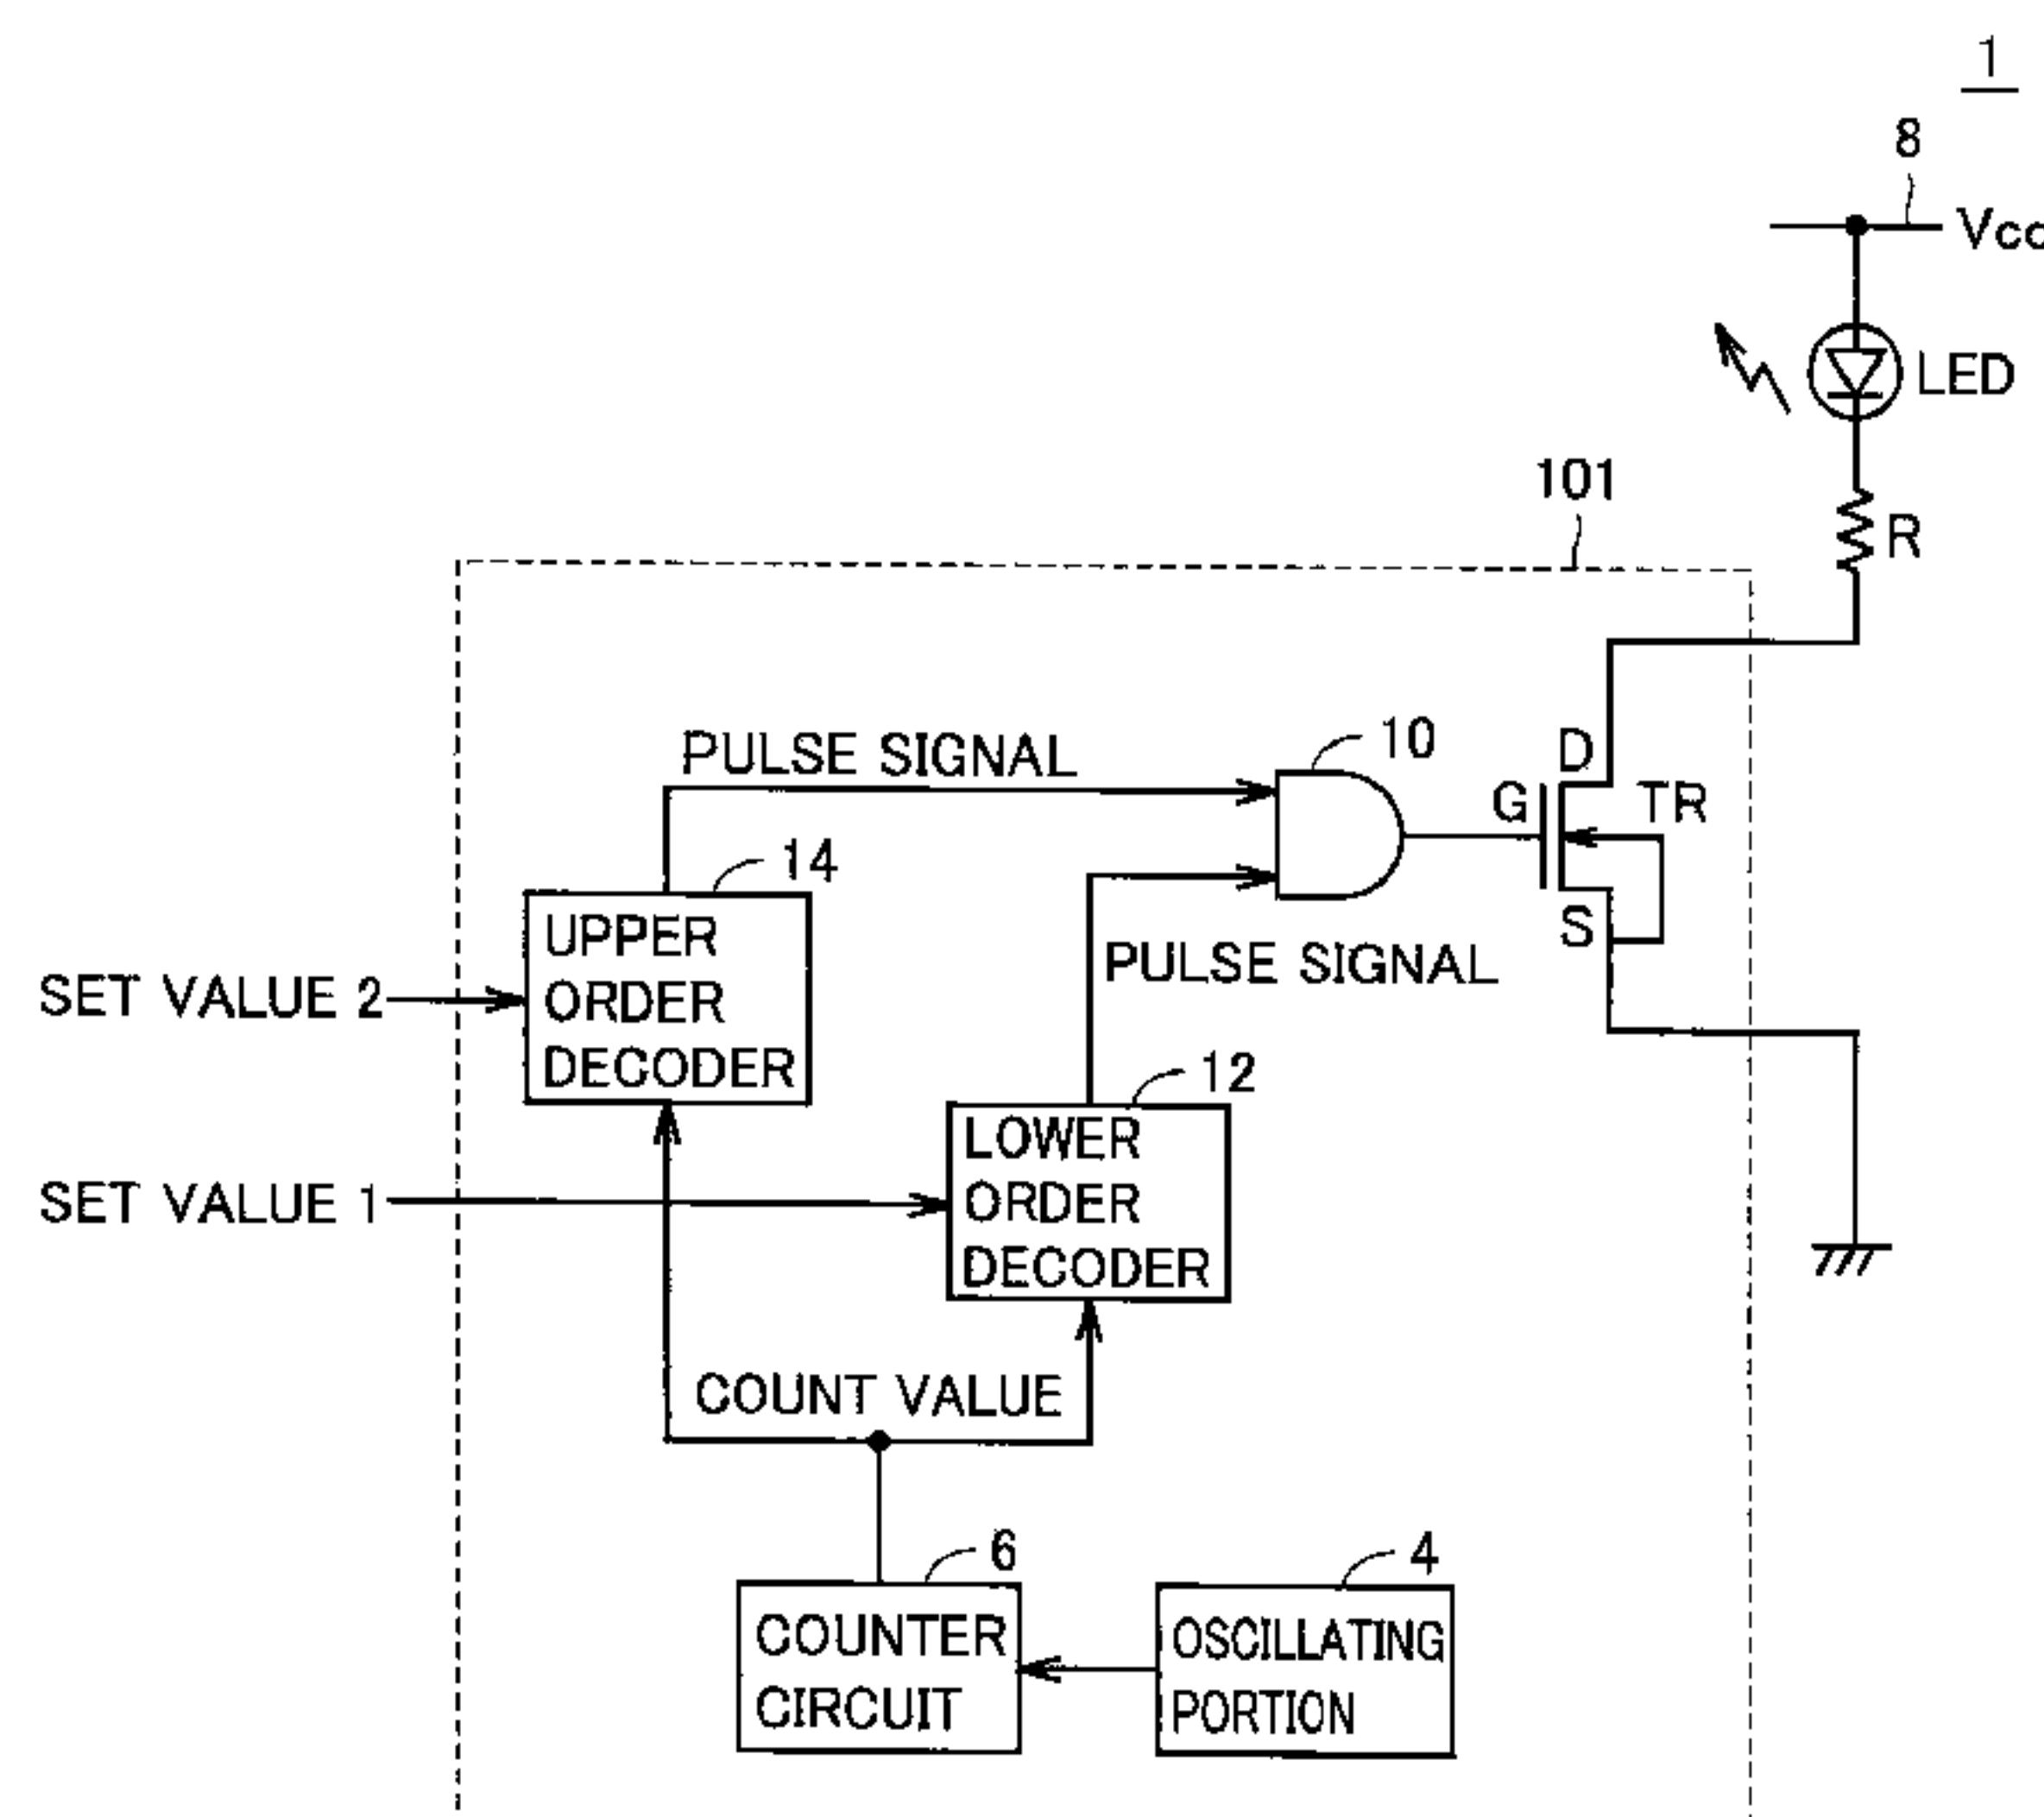 1
8
Vcc
LED
101
R
PULSE SIGNAL
10
D
G
TR
14
S
UPPER
ORDER
DECODER
PULSE SIGNAL
SET VALUE 2
12
LOWER
ORDER
DECODER
SET VALUE 1
COUNT VALUE
6
4
COUNTER
CIRCUIT
OSCILLATING
PORTION